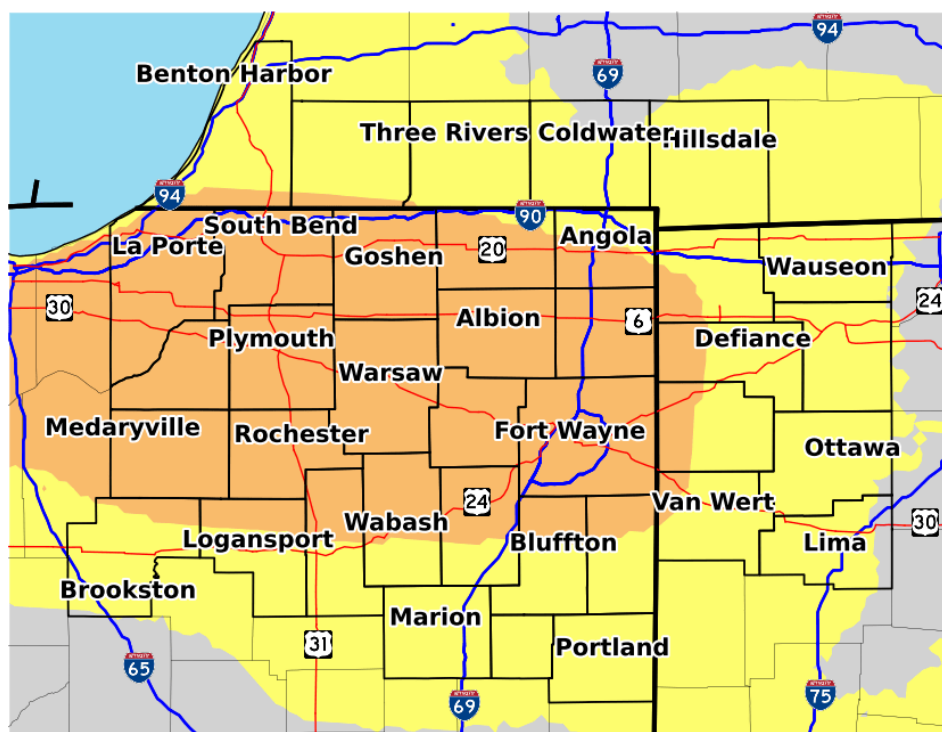 94
69
Benton Harbor
Three Rivers
Coldwater
Hillsdale
94
90
South Bend
La Porte
Goshen
20
Angola
Wauseon
30
24
Albion
6
Plymouth
Defiance
Warsaw
Medaryville
Rochester
Fort Wayne
Ottawa
24
Van Wert
Wabash
30
Logansport
Bluffton
Lima
Brookston
Marion
31
Portland
65
75
69